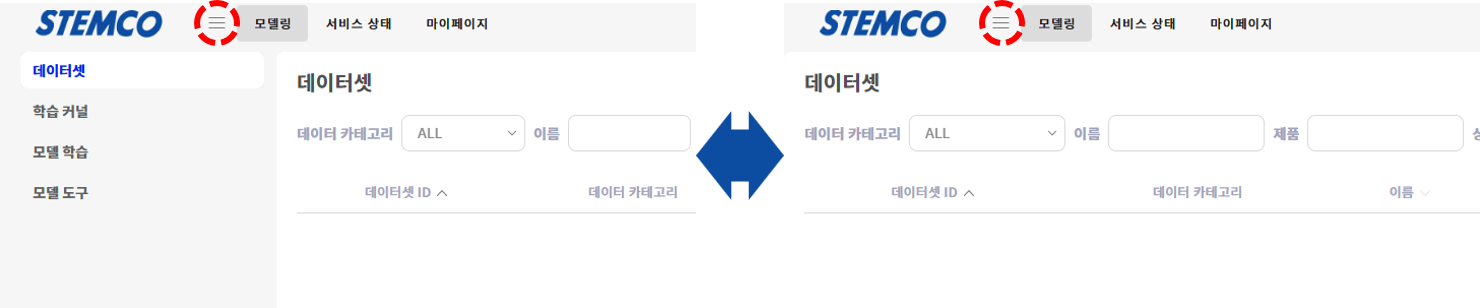 STEMCO 모델링 서비스 상태 마이페이지
데이터셋
학습 커널
모델 학습
모델 도구
데이터셋
데이터 카테고리 ALL 이름
데이터셋 ID 데이터 카테고리
STEMCO 모델링 서비스 상태 마이페이지
데이터셋
데이터 카테고리 ALL 이름 제품
데이터셋 ID 데이터 카테고리 이름